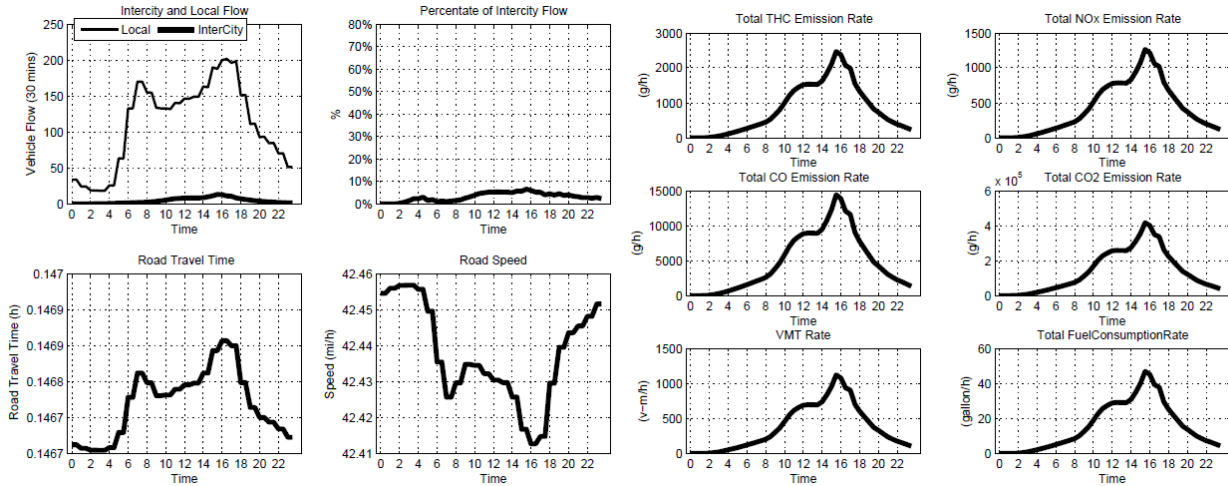 Intercity and Local Flow
Local InterCity
Vehicle Flow (30 mins)
250
200
150
100
50
0
0 2 4 6 8 10 12 14 16 18 20 22
Time
Percentate of Intercity Flow
%
80%
70%
60%
50%
40%
30%
20%
10%
0%
0 2 4 6 8 10 12 14 16 18 20 22
Time
Road Travel Time
Road Travel Time (h)
0.147
0.1469
0.1469
0.1468
0.1467
0.1467
0 2 4 6 8 10 12 14 16 18 20 22
Time
Road Speed
Speed (mi/h)
42.46
42.45
42.44
42.43
42.42
42.41
0 2 4 6 8 10 12 14 16 18 20 22
Time
Total THC Emission Rate
(g/h)
3000
2000
1000
0
0 2 4 6 8 10 12 14 16 18 20 22
Time
Total NOx Emission Rate
(g/h)
1500
1000
500
0
0 2 4 6 8 10 12 14 16 18 20 22
Time
Total CO Emission Rate
(g/h)
15000
10000
5000
0
0 2 4 6 8 10 12 14 16 18 20 22
Time
Total CO2 Emission Rate
x 10^5
(g/h)
6
4
2
0
0 2 4 6 8 10 12 14 16 18 20 22
Time
VMT Rate
(v-m/h)
1500
1000
500
0
0 2 4 6 8 10 12 14 16 18 20 22
Time
Total FuelConsumptionRate
(gallon/h)
60
40
20
0
0 2 4 6 8 10 12 14 16 18 20 22
Time